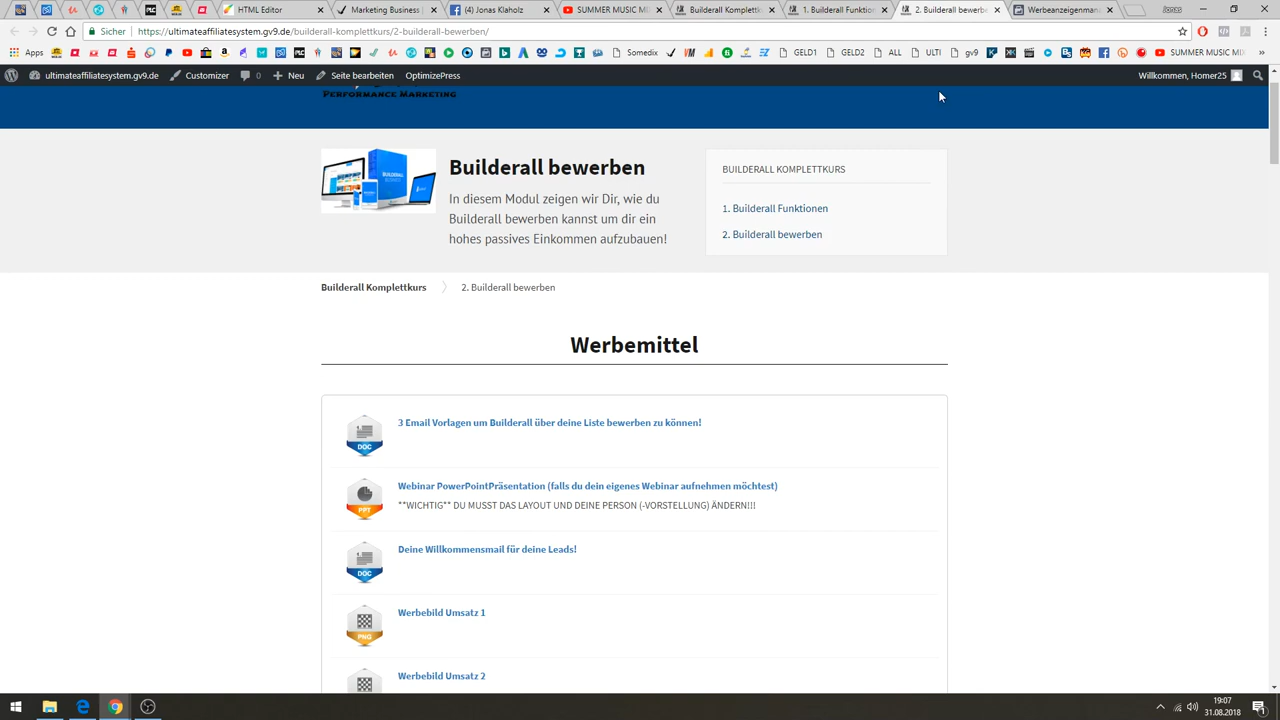 HTML Editor
Marketing Business |
(4) Jonas Klaholz
SUMMER MUSIC M
Builderall Komplettk
1. Builderall Funktion
2. Builderall bewerb
Werbeanzeigenman
Jonas
Sicher | https://ultimateaffiliatesystem.gv9.de/builderall-komplettkurs/2-builderall-bewerben/
Apps
Somedix
VM
GELD1
GELD2
ALL
ULTI
gv9
SUMMER MUSIC MIX
ultimateaffiliatesystem.gv9.de
Customizer
0
Neu
Seite bearbeiten
OptimizePress
Willkommen, Homer25
Performance Marketing
Builderall bewerben
In diesem Modul zeigen wir Dir, wie du
Builderall bewerben kannst um dir ein
hohes passives Einkommen aufzubauen!
BUILDERALL KOMPLETTKURS
1. Builderall Funktionen
2. Builderall bewerben
Builderall Komplettkurs
2. Builderall bewerben
Werbemittel
DOC
3 Email Vorlagen um Builderall über deine Liste bewerben zu können!
PPT
Webinar PowerPointPräsentation (falls du dein eigenes Webinar aufnehmen möchtest)
**WICHTIG** DU MUSST DAS LAYOUT UND DEINE PERSON (-VORSTELLUNG) ÄNDERN!!!
DOC
Deine Willkommensmail für deine Leads!
PNG
Werbebild Umsatz 1
Werbebild Umsatz 2
19:07
31.08.2018